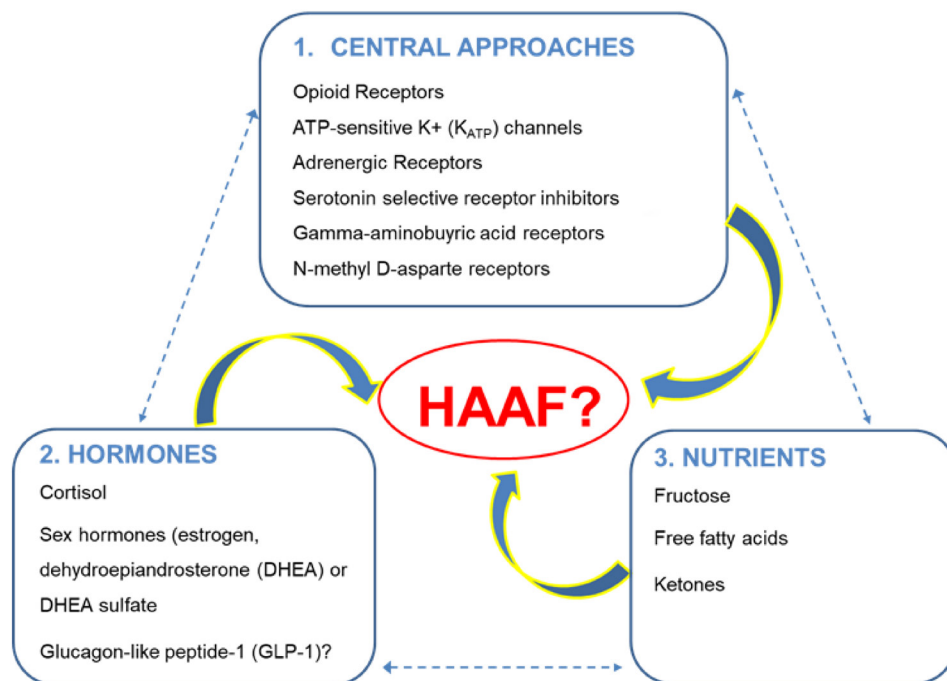 1. CENTRAL APPROACHES
Opioid Receptors
ATP-sensitive K+ (K_ATP) channels
Adrenergic Receptors
Serotonin selective receptor inhibitors
Gamma-aminobuyric acid receptors
N-methyl D-asparte receptors
HAAF?
2. HORMONES
Cortisol
Sex hormones (estrogen,
dehydroepiandrosterone (DHEA) or
DHEA sulfate
Glucagon-like peptide-1 (GLP-1)?
3. NUTRIENTS
Fructose
Free fatty acids
Ketones